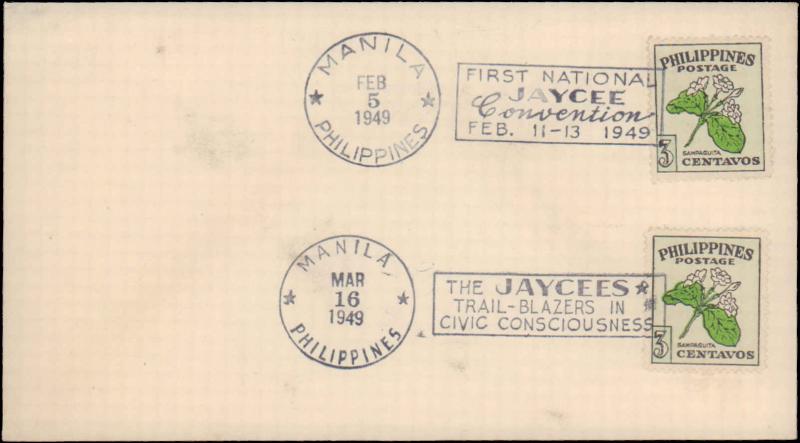 MANILA
FEB
5
1949
PHILIPPINES
FIRST NATIONAL
JAYCEE
Convention
FEB. 11-13 1949
PHILIPPINES
POSTAGE
SAMPAGUITA
3 CENTAVOS
MANILA
MAR
16
1949
PHILIPPINES
THE JAYCEES
TRAIL-BLAZERS IN
CIVIC CONSCIOUSNESS
PHILIPPINES
POSTAGE
SAMPAGUITA
3 CENTAVOS